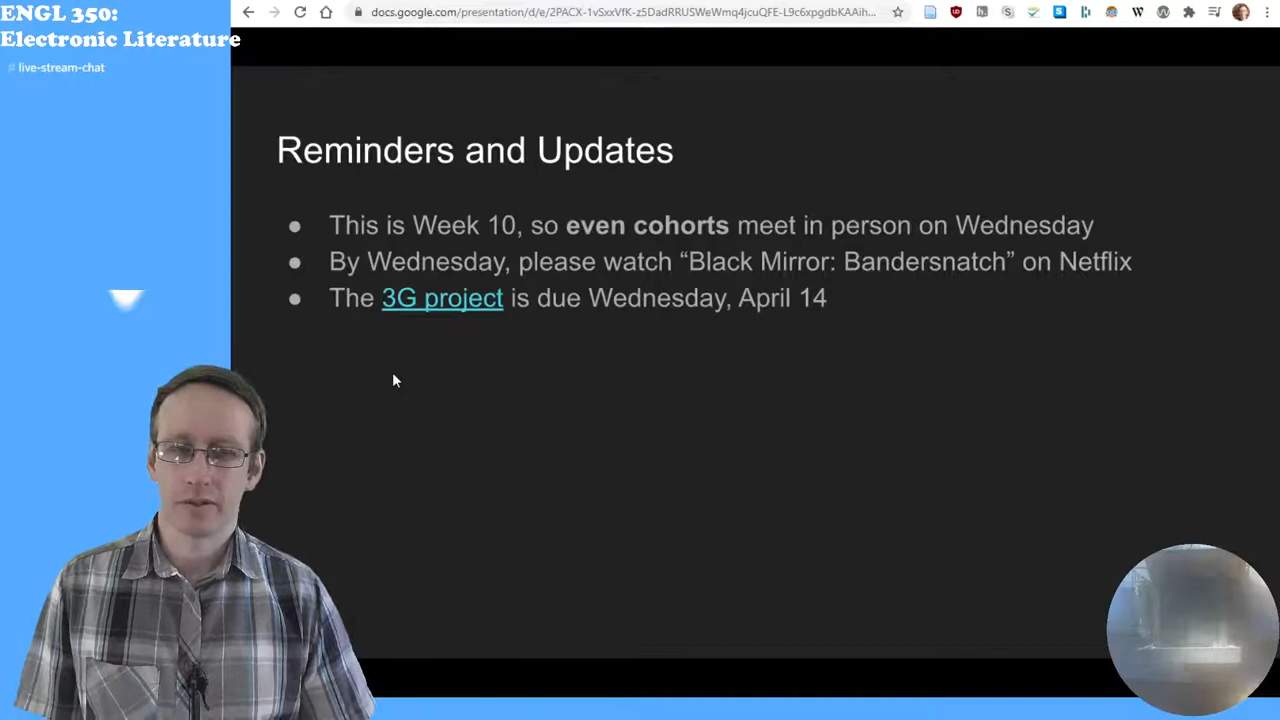 ENGL 350:
Electronic Literature
# live-stream-chat
docs.google.com/presentation/d/e/2PACX-1vSxxVfK-z5DadRRUSWeWmq4jcuQFE-L9c6xpgdbKAAih...
Reminders and Updates
● This is Week 10, so even cohorts meet in person on Wednesday
● By Wednesday, please watch “Black Mirror: Bandersnatch” on Netflix
● The 3G project is due Wednesday, April 14